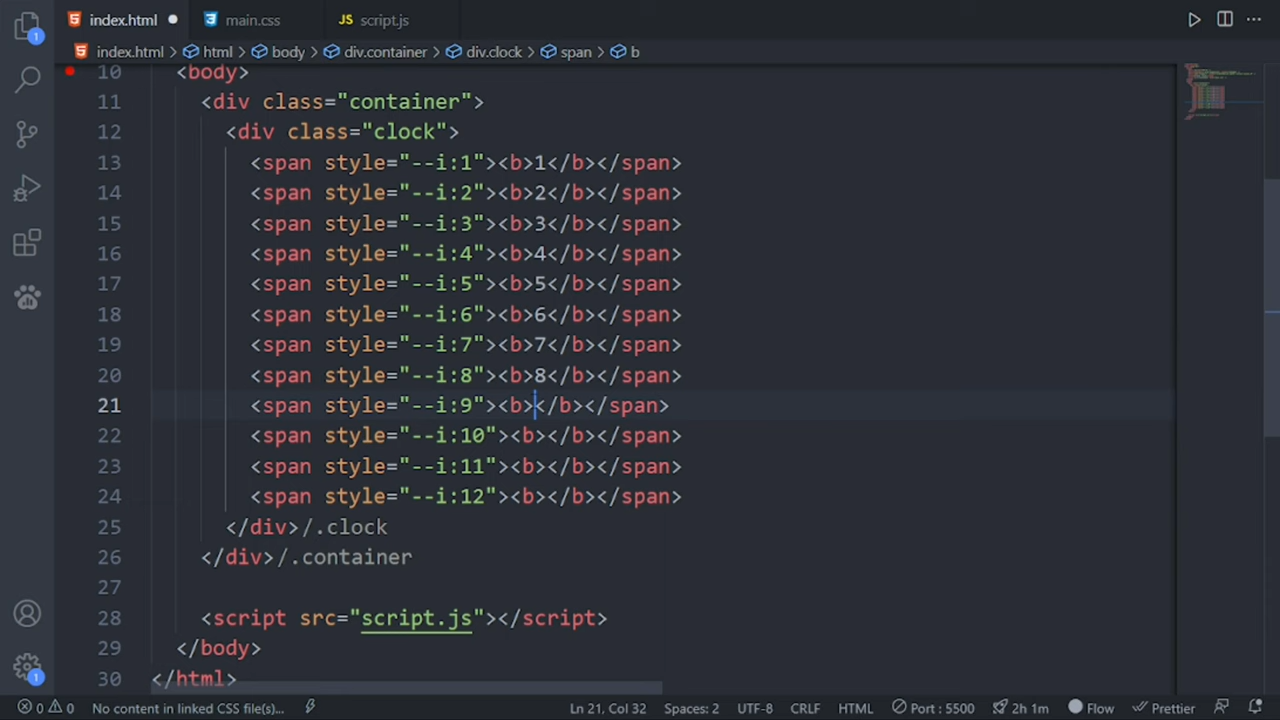 index.html
main.css
JS script.js
index.html > html > body > div.container > div.clock > span > b
10 <body>
11 <div class="container">
12 <div class="clock">
13 <span style="--i:1"><b>1</b></span>
14 <span style="--i:2"><b>2</b></span>
15 <span style="--i:3"><b>3</b></span>
16 <span style="--i:4"><b>4</b></span>
17 <span style="--i:5"><b>5</b></span>
18 <span style="--i:6"><b>6</b></span>
19 <span style="--i:7"><b>7</b></span>
20 <span style="--i:8"><b>8</b></span>
21 <span style="--i:9"><b></b></span>
22 <span style="--i:10"><b></b></span>
23 <span style="--i:11"><b></b></span>
24 <span style="--i:12"><b></b></span>
25 </div>/.clock
26 </div>/.container
27
28 <script src="script.js"></script>
29 </body>
30 </html>
1
1
0 0 No content in linked CSS file(s)... Ln 21, Col 32 Spaces: 2 UTF-8 CRLF HTML Port : 5500 2h 1m Flow Prettier